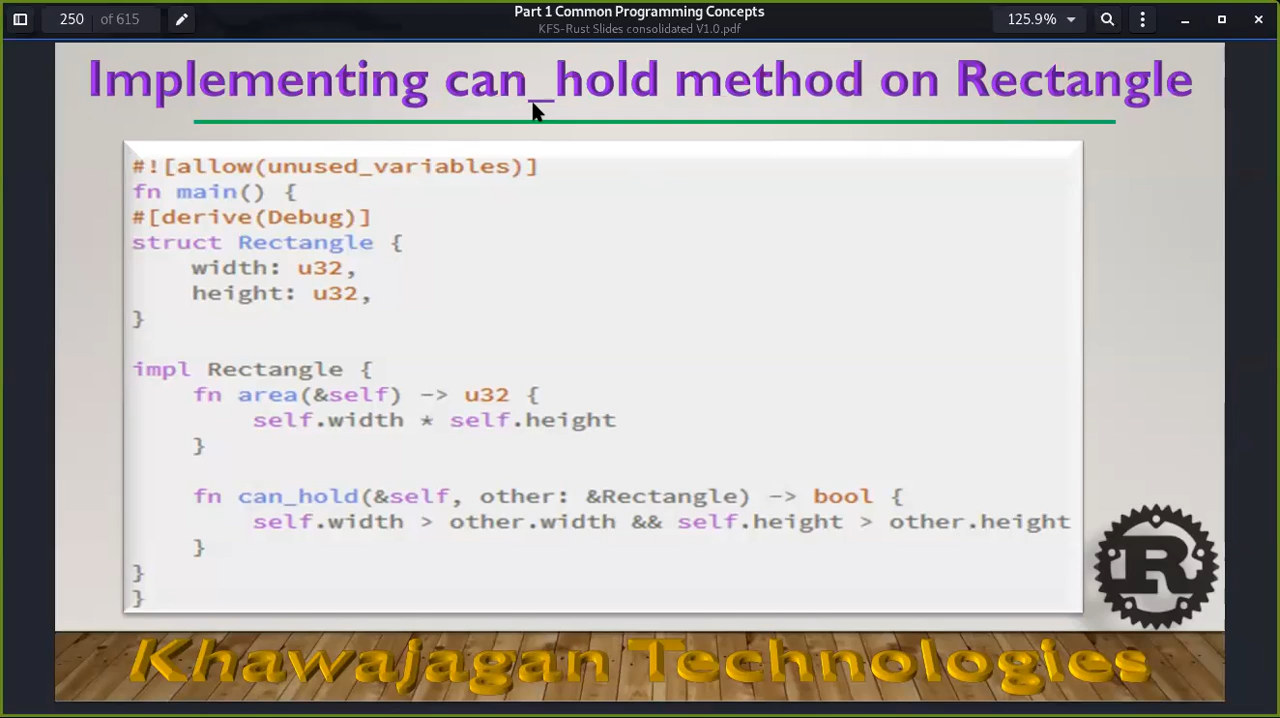 Part 1 Common Programming Concepts
KFS-Rust Slides consolidated V1.0.pdf
250 of 615
125.9%
Implementing can_hold method on Rectangle
#![allow(unused_variables)]
fn main() {
#[derive(Debug)]
struct Rectangle {
    width: u32,
    height: u32,
}
impl Rectangle {
    fn area(&self) -> u32 {
        self.width * self.height
    }
    fn can_hold(&self, other: &Rectangle) -> bool {
        self.width > other.width && self.height > other.height
    }
}
}
R
Khawajagan Technologies